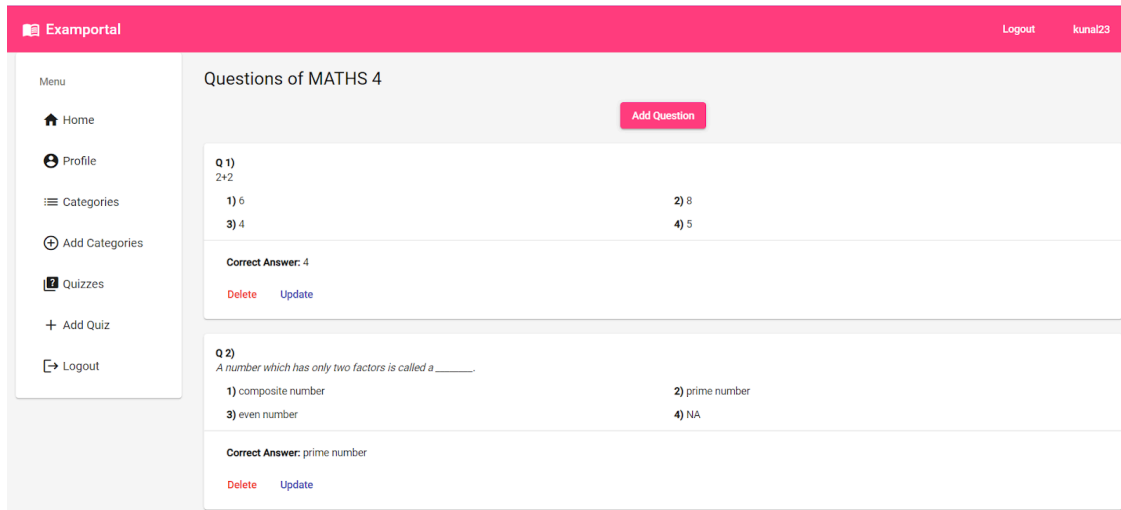 Examportal
Logout kunal23
Menu
Home
Profile
Categories
Add Categories
Quizzes
Add Quiz
Logout
Questions of MATHS 4
Add Question
Q 1)
2+2
1) 6 2) 8
3) 4 4) 5
Correct Answer: 4
Delete Update
Q 2)
A number which has only two factors is called a _______.
1) composite number 2) prime number
3) even number 4) NA
Correct Answer: prime number
Delete Update